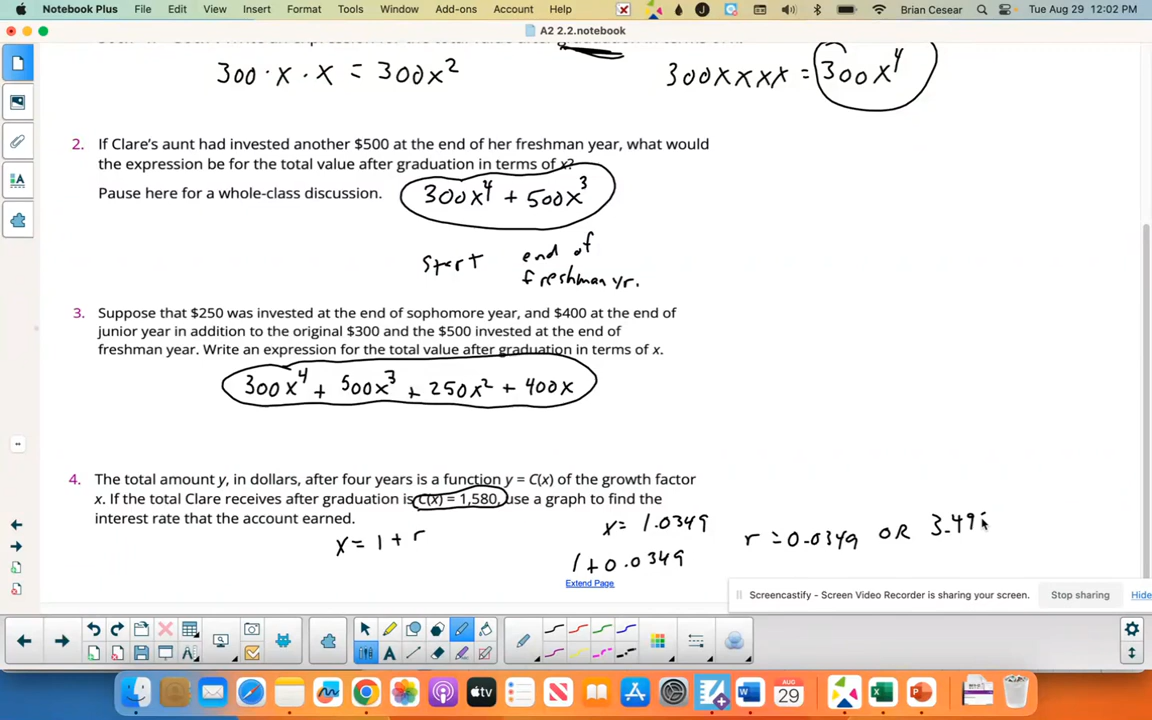 Notebook Plus File Edit View Insert Format Tools Window Add-ons Account Help Brian Cesear Tue Aug 29 12:02 PM
A2 2.2.notebook
300 · x · x = 300x²
300xxxx = 300x⁴
2. If Clare's aunt had invested another $500 at the end of her freshman year, what would
the expression be for the total value after graduation in terms of x?
Pause here for a whole-class discussion.
300x⁴ + 500x³
start end of
freshman yr.
3. Suppose that $250 was invested at the end of sophomore year, and $400 at the end of
junior year in addition to the original $300 and the $500 invested at the end of
freshman year. Write an expression for the total value after graduation in terms of x.
300x⁴ + 500x³ + 250x² + 400x
4. The total amount y, in dollars, after four years is a function y = C(x) of the growth factor
x. If the total Clare receives after graduation is C(x) = 1,580, use a graph to find the
interest rate that the account earned.
x = 1 + r
x = 1.0349
1 + 0.0349
r = 0.0349 OR 3.49
Extend Page
Screencastify - Screen Video Recorder is sharing your screen. Stop sharing Hide
AUG
29